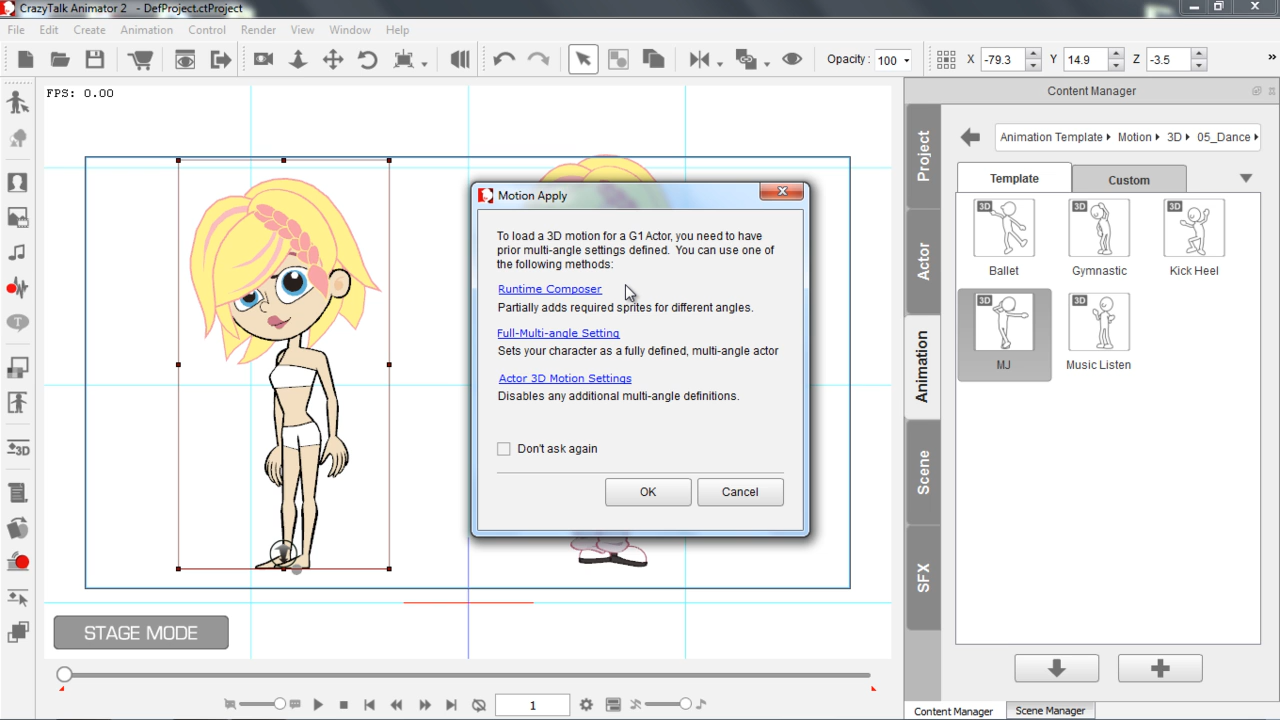 CrazyTalk Animator 2 - DefProject.ctProject
File Edit Create Animation Control Render View Window Help
Opacity : 100 X -79.3 Y 14.9 Z -3.5 »
FPS: 0.00
Content Manager
Animation Template Motion 3D 05_Dance
Project
Actor
Animation
Scene
SFX
Template Custom
3D 3D 3D
Ballet Gymnastic Kick Heel
3D 3D
MJ Music Listen
Motion Apply
To load a 3D motion for a G1 Actor, you need to have
prior multi-angle settings defined. You can use one of
the following methods:
Runtime Composer
Partially adds required sprites for different angles.
Full-Multi-angle Setting
Sets your character as a fully defined, multi-angle actor
Actor 3D Motion Settings
Disables any additional multi-angle definitions.
Don't ask again
OK Cancel
3D
STAGE MODE
1
Content Manager Scene Manager